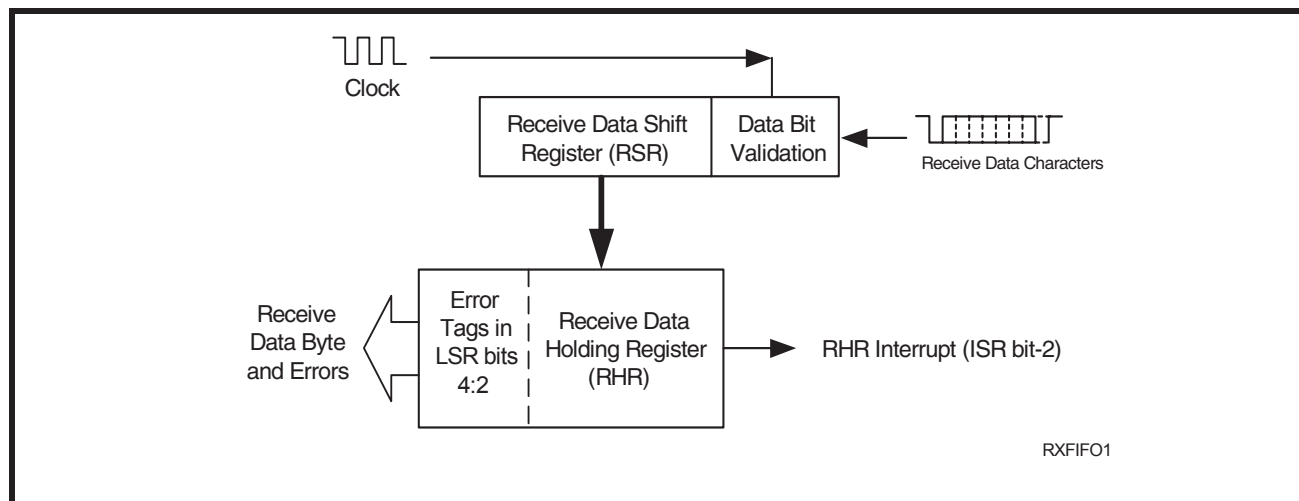 Clock
Receive Data Shift
Register (RSR)
Data Bit
Validation
Receive Data Characters
Receive
Data Byte
and Errors
Error
Tags in
LSR bits
4:2
Receive Data
Holding Register
(RHR)
RHR Interrupt (ISR bit-2)
RXFIFO1